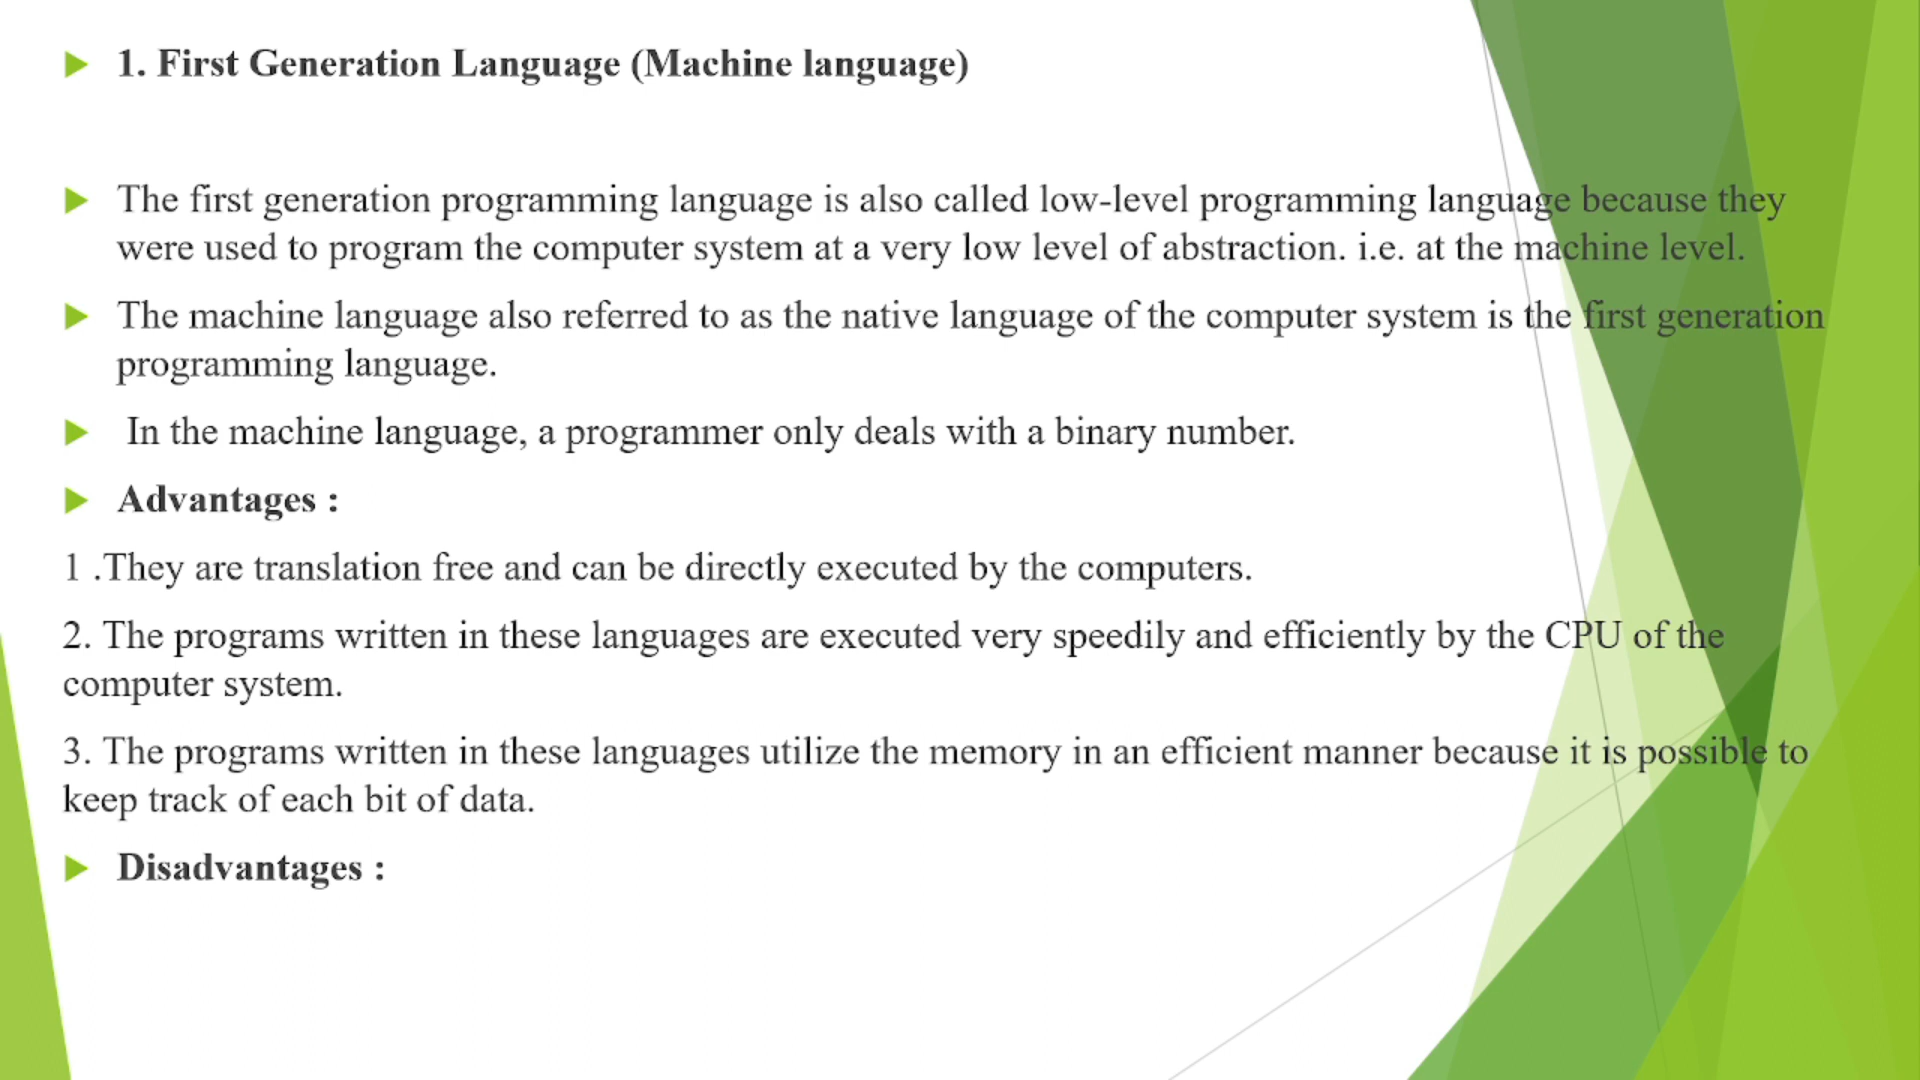 1. First Generation Language (Machine language)
The first generation programming language is also called low-level programming language because they
were used to program the computer system at a very low level of abstraction. i.e. at the machine level.
The machine language also referred to as the native language of the computer system is the first generation
programming language.
In the machine language, a programmer only deals with a binary number.
Advantages :
1 .They are translation free and can be directly executed by the computers.
2. The programs written in these languages are executed very speedily and efficiently by the CPU of the
computer system.
3. The programs written in these languages utilize the memory in an efficient manner because it is possible to
keep track of each bit of data.
Disadvantages :